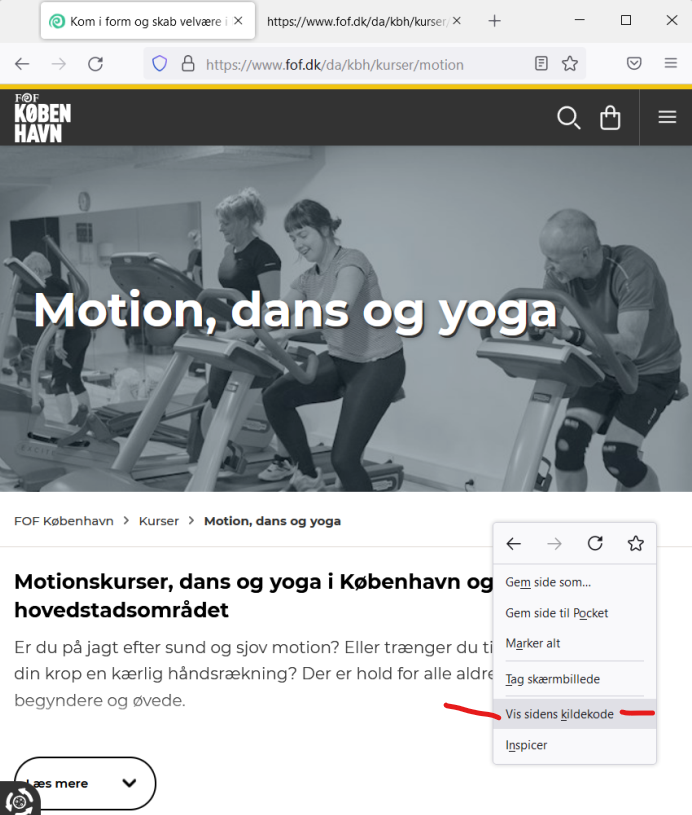 Kom i form og skab velvære i
https://www.fof.dk/da/kbh/kurser/
https://www.fof.dk/da/kbh/kurser/motion
FOF
KØBEN
HAVN
Motion, dans og yoga
FOF København > Kurser > Motion, dans og yoga
Motionskurser, dans og yoga i København og
hovedstadsområdet
Er du på jagt efter sund og sjov motion? Eller trænger du ti
din krop en kærlig håndsrækning? Der er hold for alle aldre
begyndere og øvede.
Læs mere
Gem side som...
Gem side til Pocket
Marker alt
Tag skærmbillede
Vis sidens kildekode
Inspicer